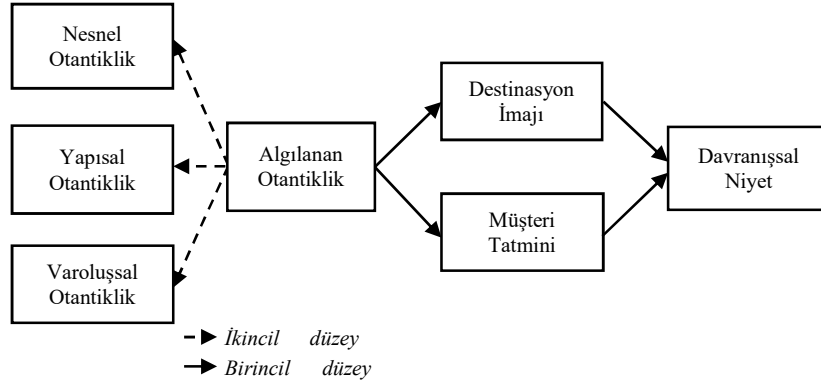 Nesnel
Otantiklik
Yapısal
Otantiklik
Varoluşsal
Otantiklik
Algılanan
Otantiklik
Destinasyon
İmajı
Müşteri
Tatmini
Davranışsal
Niyet
İkincil düzey
Birincil düzey